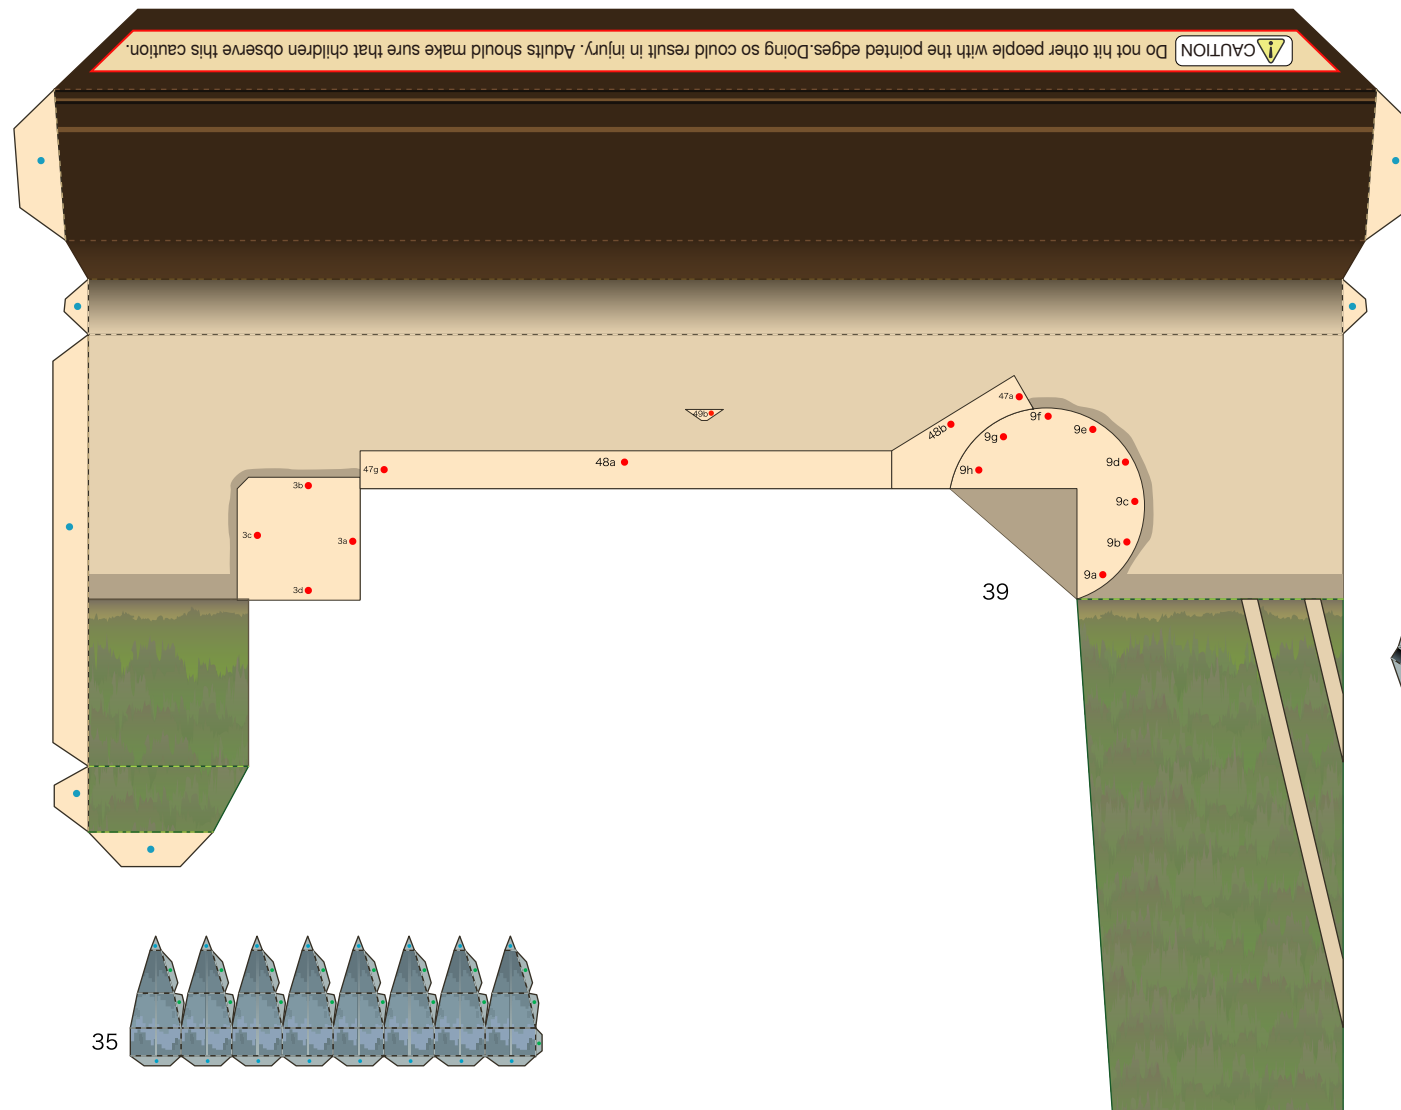 CAUTION Do not hit other people with the pointed edges.Doing so could result in injury. Adults should make sure that children observe this caution.
47a
49b
9f
9e
48b
9g
48a
9d
47g
9h
3b
9c
3c
3a
9b
9a
3d
39
35